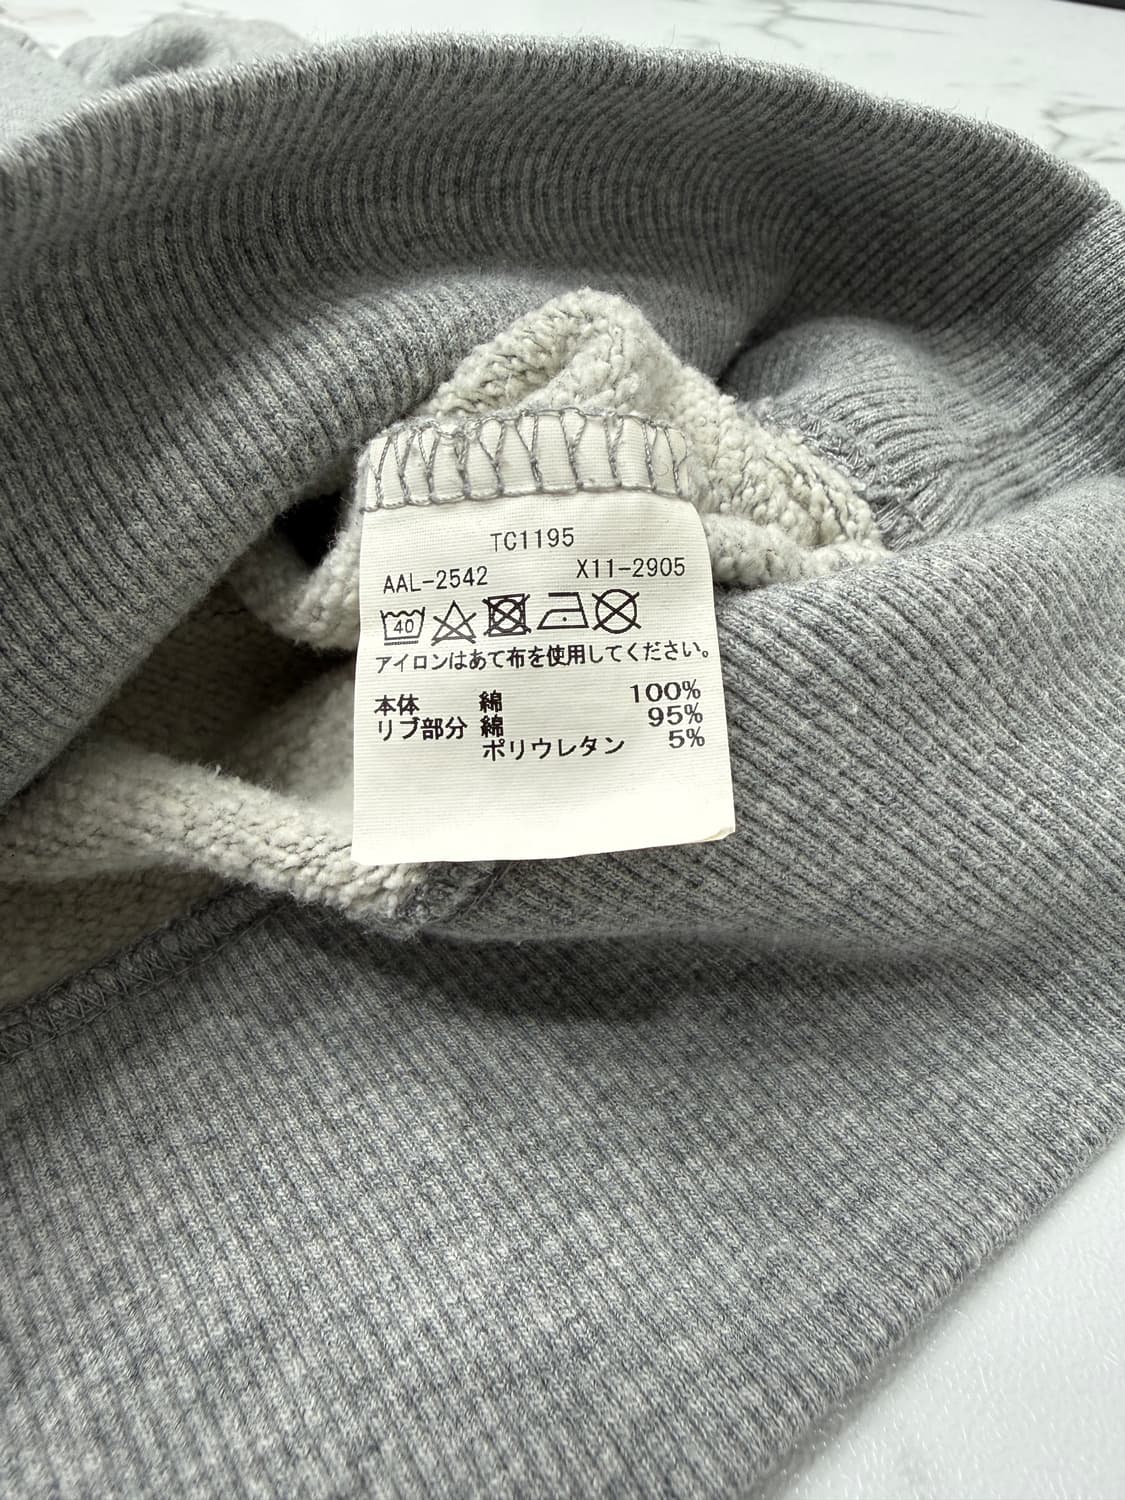 TC1195
AAL-2542 X11-2905
40
アイロンはあて布を使用してください。
本体 綿 100%
リブ部分 綿 95%
ポリウレタン 5%